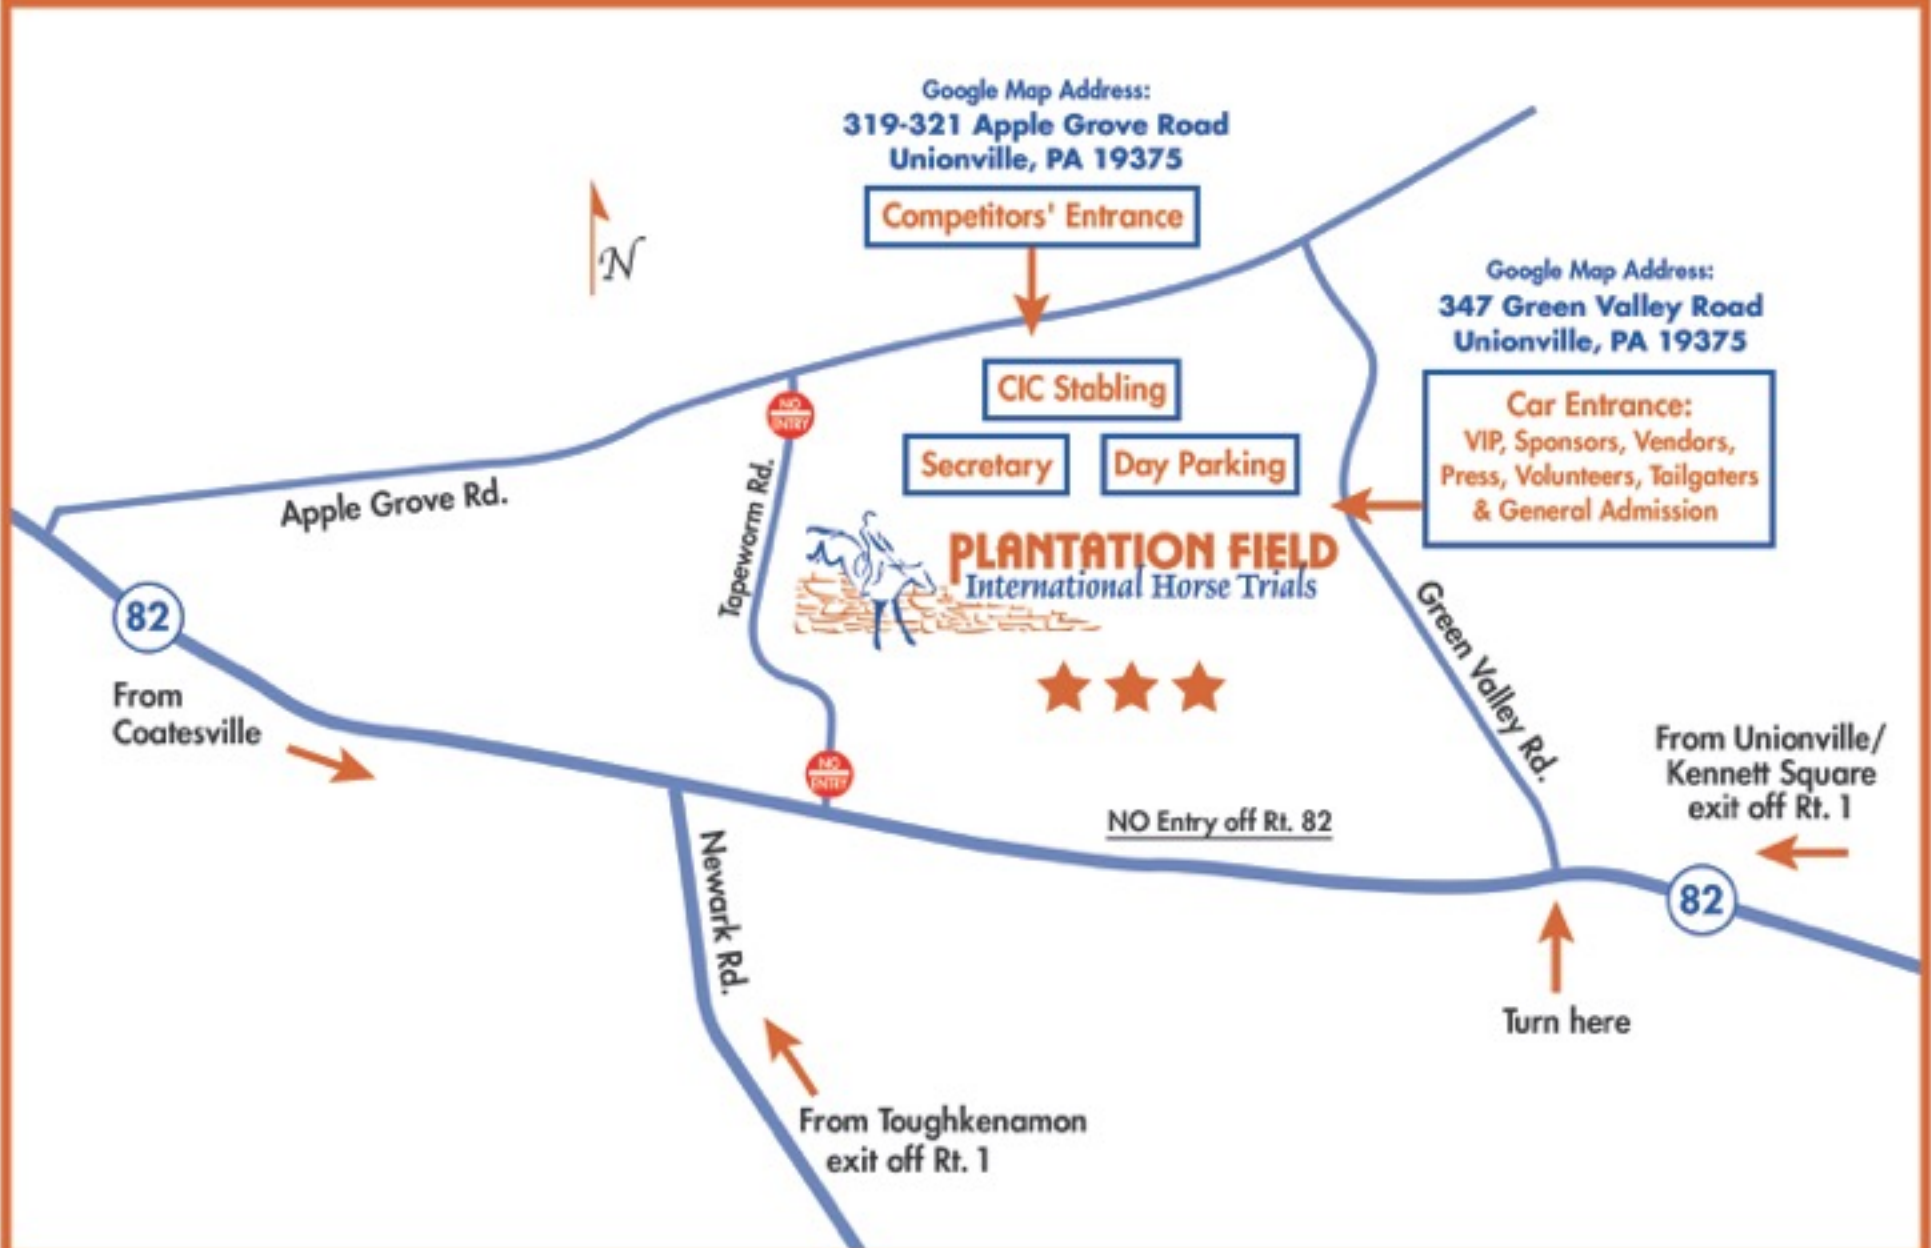 Google Map Address:
319-321 Apple Grove Road
Unionville, PA 19375
Competitors' Entrance
N
Google Map Address:
347 Green Valley Road
Unionville, PA 19375
Car Entrance:
VIP, Sponsors, Vendors,
Press, Volunteers, Tailgaters
& General Admission
CIC Stabling
Secretary
Day Parking
NO
ENTRY
Apple Grove Rd.
Tapeworm Rd.
PLANTATION FIELD
International Horse Trials
Green Valley Rd.
82
From
Coatesville
NO
ENTRY
NO Entry off Rt. 82
From Unionville/
Kennett Square
exit off Rt. 1
82
Newark Rd.
Turn here
From Toughkenamon
exit off Rt. 1